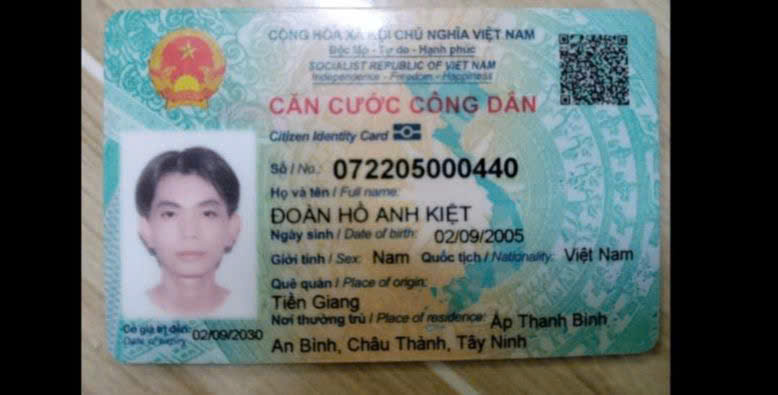 CỘNG HÒA XÃ HỘI CHỦ NGHĨA VIỆT NAM
Độc lập - Tự do - Hạnh phúc
SOCIALIST REPUBLIC OF VIET NAM
Independence - Freedom - Happiness
CĂN CƯỚC CÔNG DÂN
Citizen Identity Card
Số / No.: 072205000440
Họ và tên / Full name:
ĐOÀN HỒ ANH KIỆT
Ngày sinh / Date of birth: 02/09/2005
Giới tính / Sex: Nam Quốc tịch / Nationality: Việt Nam
Quê quán / Place of origin:
Tiền Giang
Nơi thường trú / Place of residence: Ấp Thanh Bình
An Bình, Châu Thành, Tây Ninh
Có giá trị đến: 02/09/2030
Date of expiry